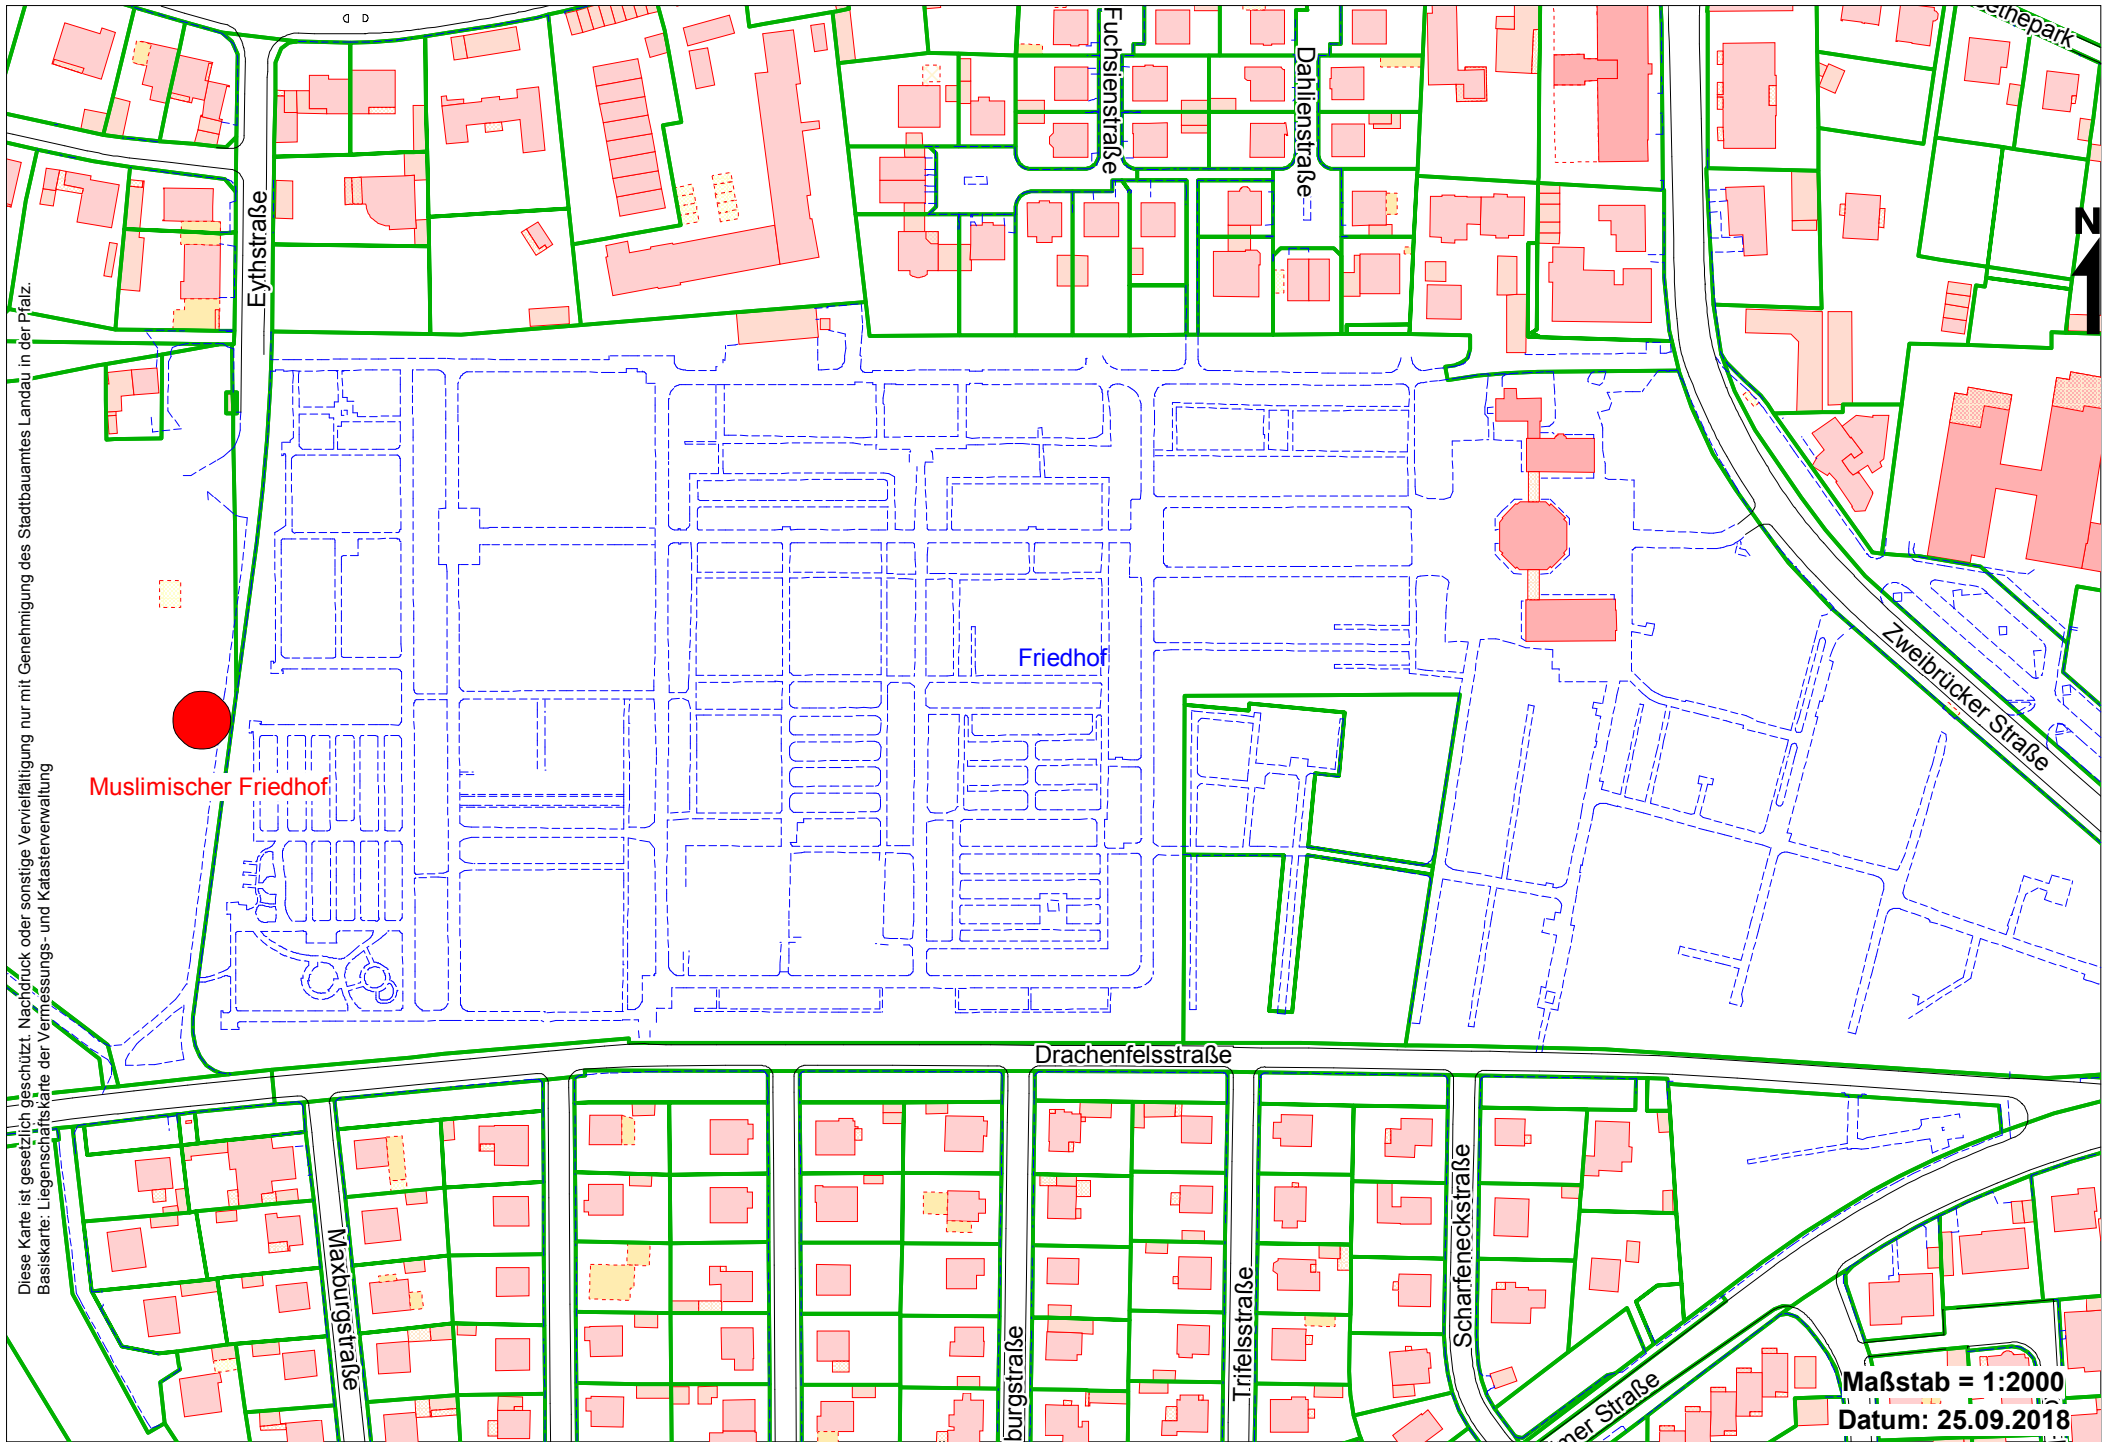 Fuchsienstraße
Dahlienstraße
Eythstraße
N
Friedhof
Zweibrücker Straße
Muslimischer Friedhof
Drachenfelsstraße
Maxburgstraße
burgstraße
Trifelsstraße
Scharfeneckstraße
mer Straße
Maßstab = 1:2000
Datum: 25.09.2018
Diese Karte ist gesetzlich geschützt. Nachdruck oder sonstige Vervielfältigung nur mit Genehmigung des Stadtbauamtes Landau in der Pfalz.
Basiskarte: Liegenschaftskarte der Vermessungs- und Katasterverwaltung